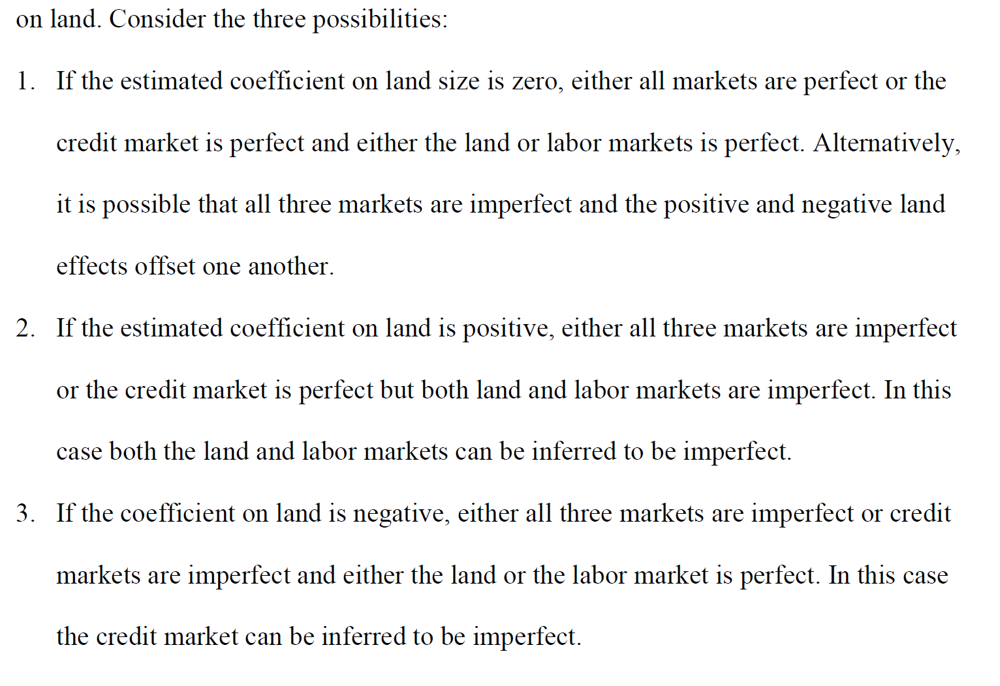 on land. Consider the three possibilities:
1. If the estimated coefficient on land size is zero, either all markets are perfect or the
credit market is perfect and either the land or labor markets is perfect. Alternatively,
it is possible that all three markets are imperfect and the positive and negative land
effects offset one another.
2. If the estimated coefficient on land is positive, either all three markets are imperfect
or the credit market is perfect but both land and labor markets are imperfect. In this
case both the land and labor markets can be inferred to be imperfect.
3. If the coefficient on land is negative, either all three markets are imperfect or credit
markets are imperfect and either the land or the labor market is perfect. In this case
the credit market can be inferred to be imperfect.